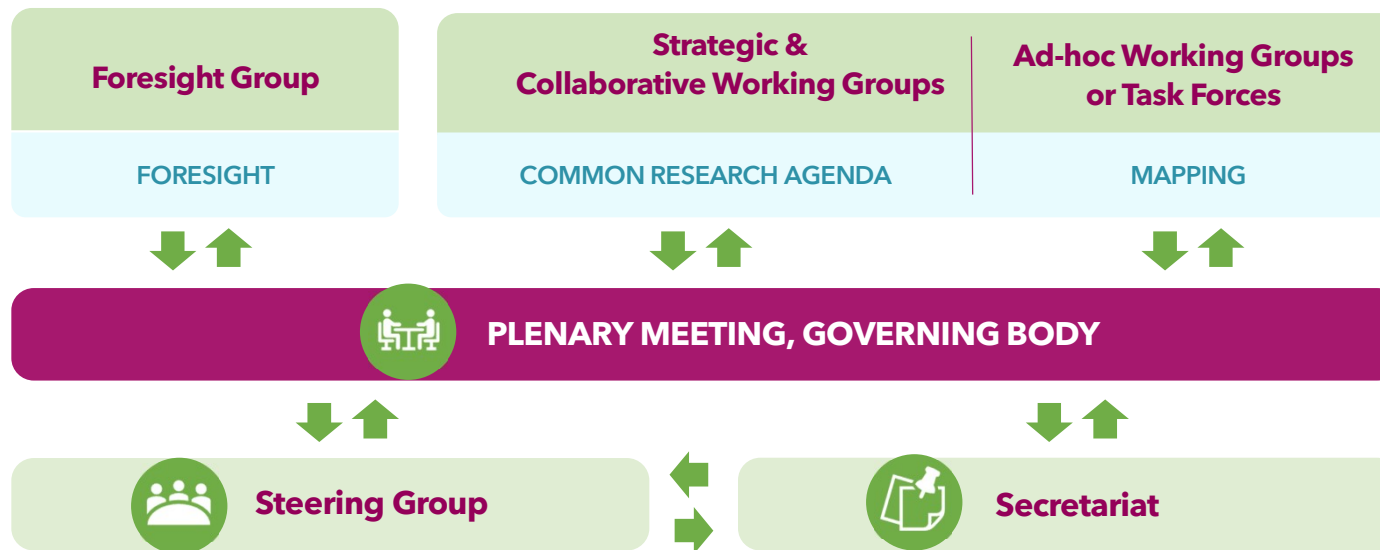 Foresight Group
FORESIGHT
Strategic &
Collaborative Working Groups
COMMON RESEARCH AGENDA
Ad-hoc Working Groups
or Task Forces
MAPPING
PLENARY MEETING, GOVERNING BODY
Steering Group
Secretariat